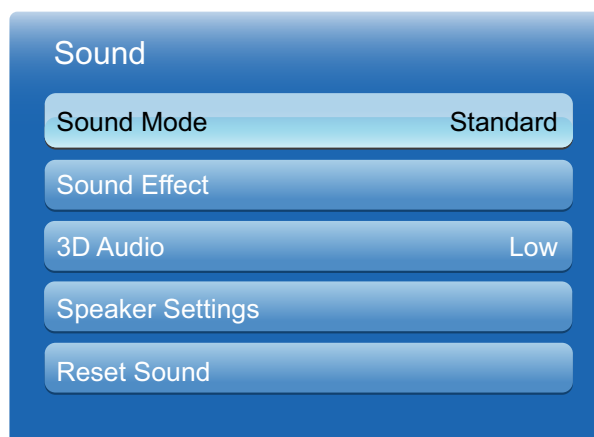 Sound
Sound Mode Standard
Sound Effect
3D Audio Low
Speaker Settings
Reset Sound